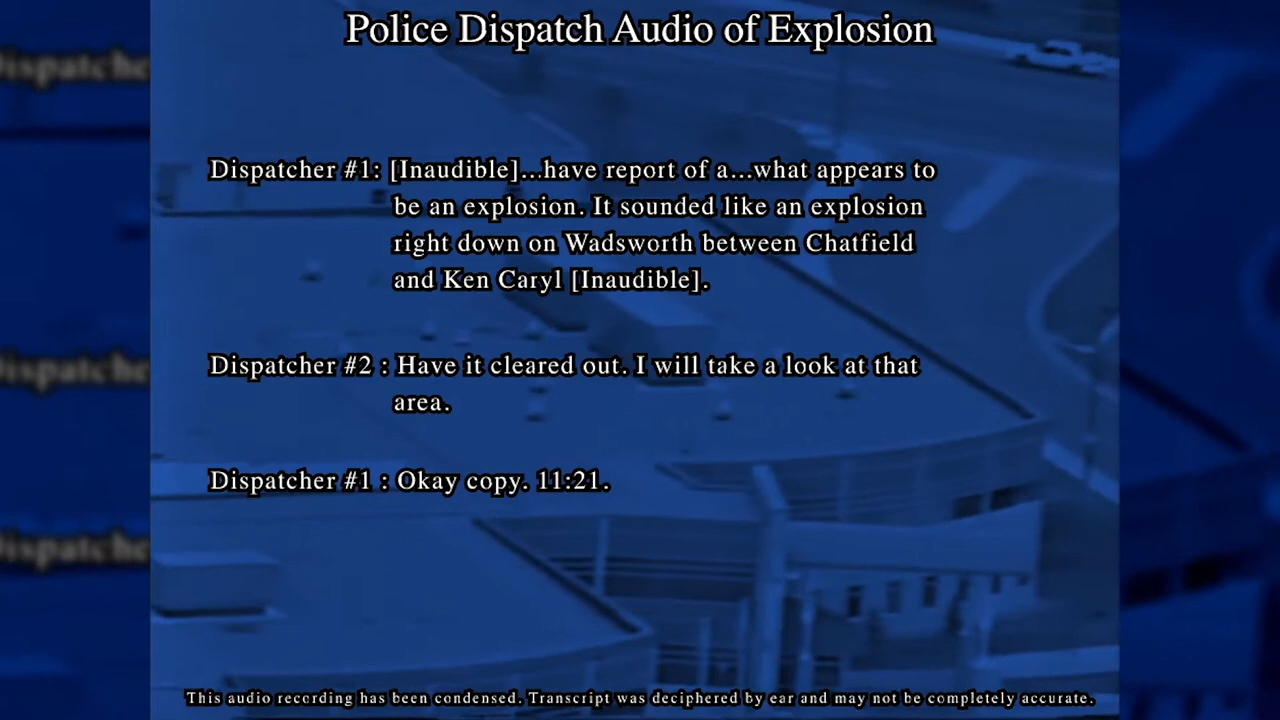 Police Dispatch Audio of Explosion
Dispatcher #1: [Inaudible]...have report of a...what appears to
be an explosion. It sounded like an explosion
right down on Wadsworth between Chatfield
and Ken Caryl [Inaudible].
Dispatcher #2 : Have it cleared out. I will take a look at that
area.
Dispatcher #1 : Okay copy. 11:21.
This audio recording has been condensed. Transcript was deciphered by ear and may not be completely accurate.